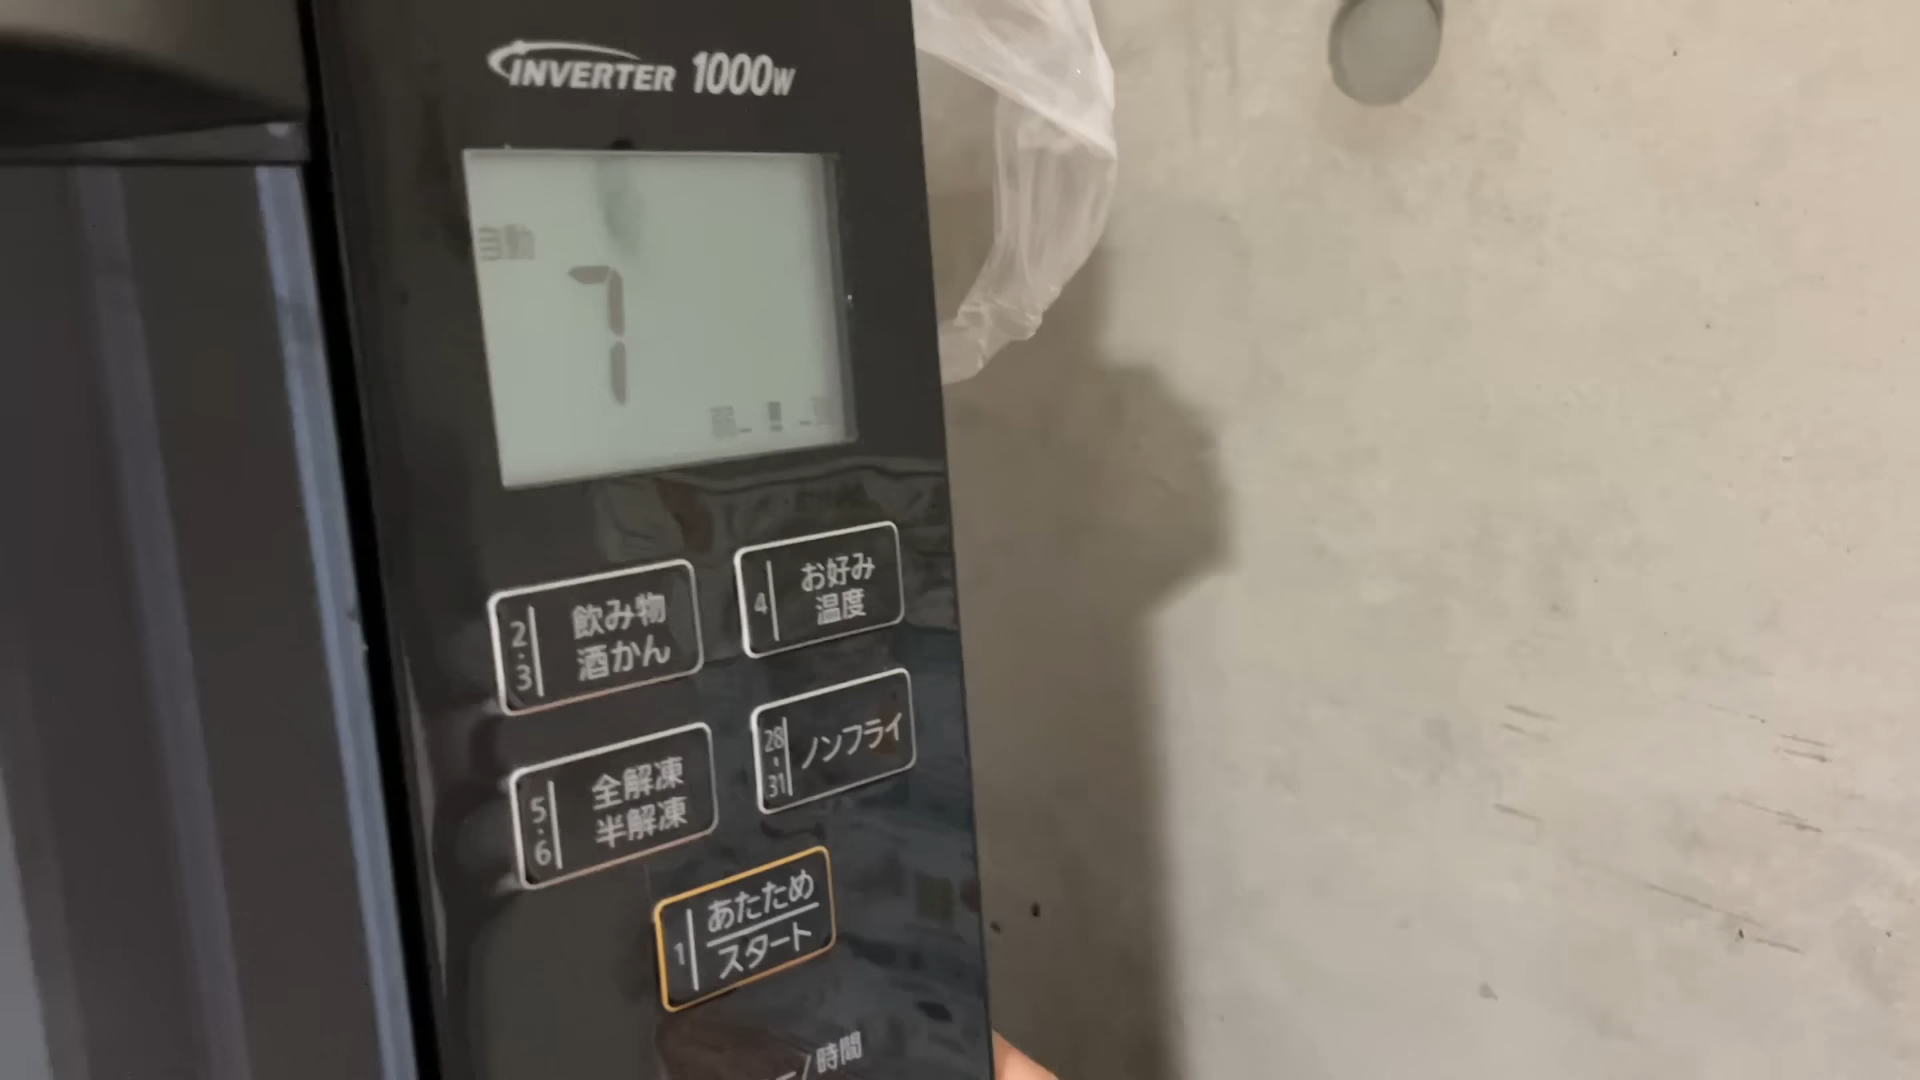 INVERTER 1000W
自動
7
弱
2・3 飲み物
酒かん
4 お好み
温度
5・6 全解凍
半解凍
28・31 ノンフライ
1 あたため
スタート
ー/時間